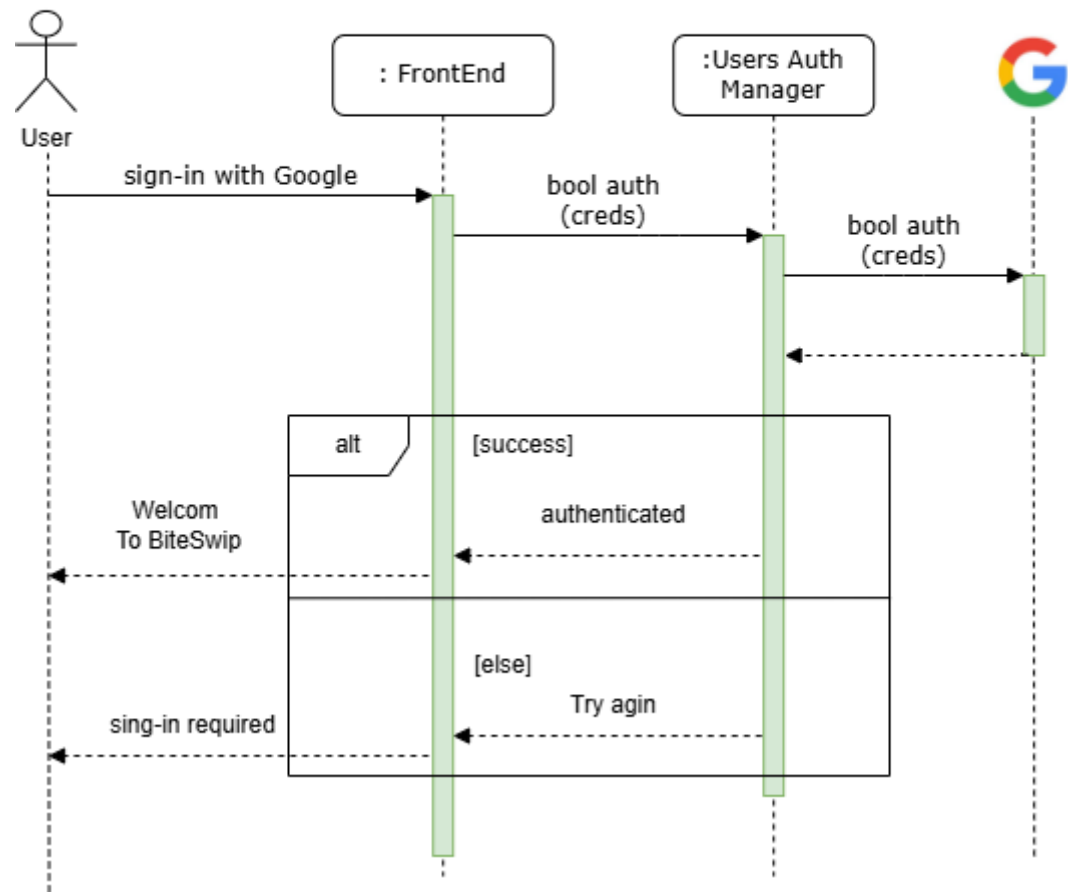 User
: FrontEnd
:Users Auth
Manager
sign-in with Google
bool auth
(creds)
bool auth
(creds)
alt
[success]
Welcom
To BiteSwip
authenticated
[else]
Try agin
sing-in required